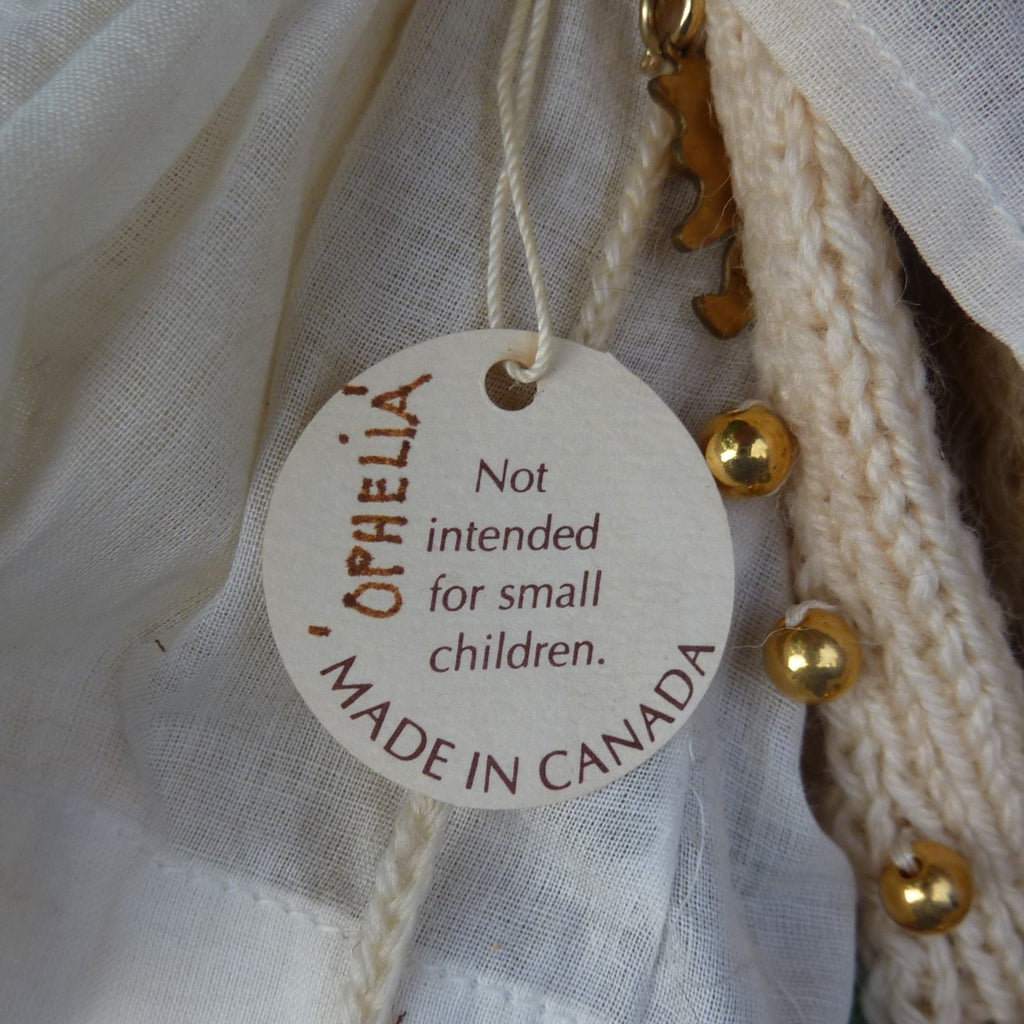 'OPHELiA'
Not
intended
for small
children.
MADE IN CANADA